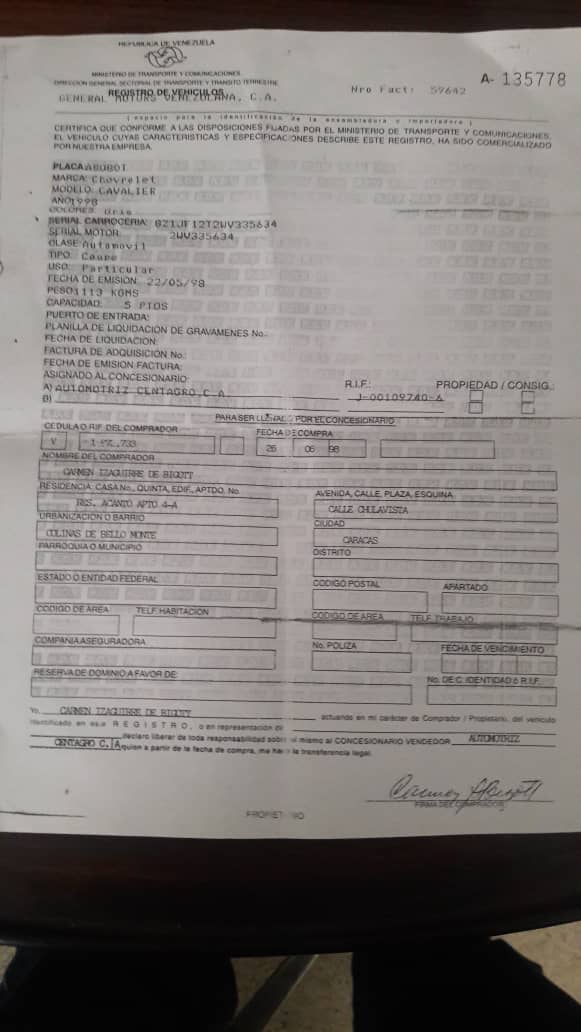 REPUBLICA DE VENEZUELA
MINISTERIO DE TRANSPORTE Y COMUNICACIONES
DIRECCION GENERAL SECTORIAL DE TRANSPORTE Y TRANSITO TERRESTRE
REGISTRO DE VEHICULOS
A- 135778
Nro Fact: 59642
GENERAL MOTORS VENEZOLANA, C.A.
( espacio para la identificación de la ensambladora o importadora )
CERTIFICA QUE CONFORME A LAS DISPOSICIONES FIJADAS POR EL MINISTERIO DE TRANSPORTE Y COMUNICACIONES,
EL VEHICULO CUYAS CARACTERISTICAS Y ESPECIFICACIONES DESCRIBE ESTE REGISTRO, HA SIDO COMERCIALIZADO
POR NUESTRA EMPRESA.
PLACA
MARCA: Chevrolet
MODELO: CAVALIER
AÑO1998
COLORES: Gris
SERIAL CARROCERIA: 8Z1JF12T2WV335634
SERIAL MOTOR: 2WV335634
CLASE: Automovil
TIPO: Coupe
USO: Particular
FECHA DE EMISION: 22/05/98
PESO1113 KGMS
CAPACIDAD: 5 PTOS
PUERTO DE ENTRADA:
PLANILLA DE LIQUIDACION DE GRAVAMENES No.:
FECHA DE LIQUIDACION:
FACTURA DE ADQUISICION No.:
FECHA DE EMISION FACTURA:
ASIGNADO AL CONCESIONARIO:
R.I.F.: PROPIEDAD / CONSIG.:
A) AUTOMOTRIZ CENTAGRO,C.A. J-00109740-6
B)
PARA SER LLENADO POR EL CONCESIONARIO
CEDULA O RIF. DEL COMPRADOR FECHA DE COMPRA
V 26 06 98
NOMBRE DEL COMPRADOR
CARMEN IZAGUIRRE DE BIGOTT
RESIDENCIA: CASA No., QUINTA, EDIF., APTDO. No. AVENIDA, CALLE, PLAZA, ESQUINA
RES. ACANTO APTO 4-A CALLE CHULAVISTA
URBANIZACION O BARRIO CIUDAD
COLINAS DE BELLO MONTE CARACAS
PARROQUIA O MUNICIPIO DISTRITO
ESTADO O ENTIDAD FEDERAL CODIGO POSTAL APARTADO
CODIGO DE AREA TELF. HABITACION CODIGO DE AREA TELF. TRABAJO
COMPAÑIA ASEGURADORA No. POLIZA FECHA DE VENCIMIENTO
RESERVA DE DOMINIO A FAVOR DE: No. DE C. IDENTIDAD o R.I.F.
Yo, CARMEN IZAGUIRRE DE BIGOTT actuando en mi carácter de Comprador / Propietario, del vehículo
identificado en este REGISTRO, o en representación de
declaro liberar de toda responsabilidad sobre el mismo al CONCESIONARIO VENDEDOR AUTOMOTRIZ
CENTAGRO C.A quien a partir de la fecha de compra, me hace la transferencia legal.
FIRMA DEL COMPRADOR
PROPIETARIO